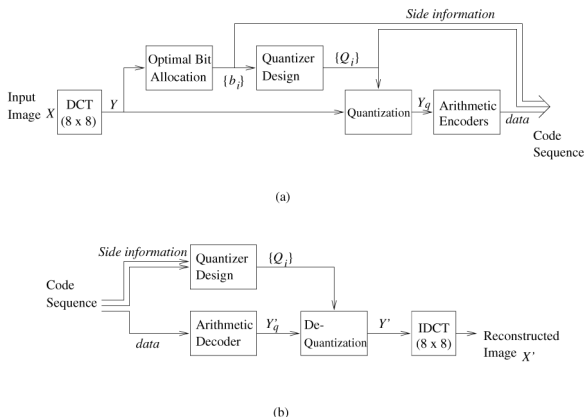 Side information
Optimal Bit
Allocation
{b_i}
Quantizer
Design
{Q_i}
Input
Image X
DCT
(8 x 8)
Y
Quantization
Y_q
Arithmetic
Encoders
data
Code
Sequence
(a)
Side information
Quantizer
Design
{Q_i}
Code
Sequence
data
Arithmetic
Decoder
Y'_q
De-
Quantization
Y'
IDCT
(8 x 8)
Reconstructed
Image X'
(b)